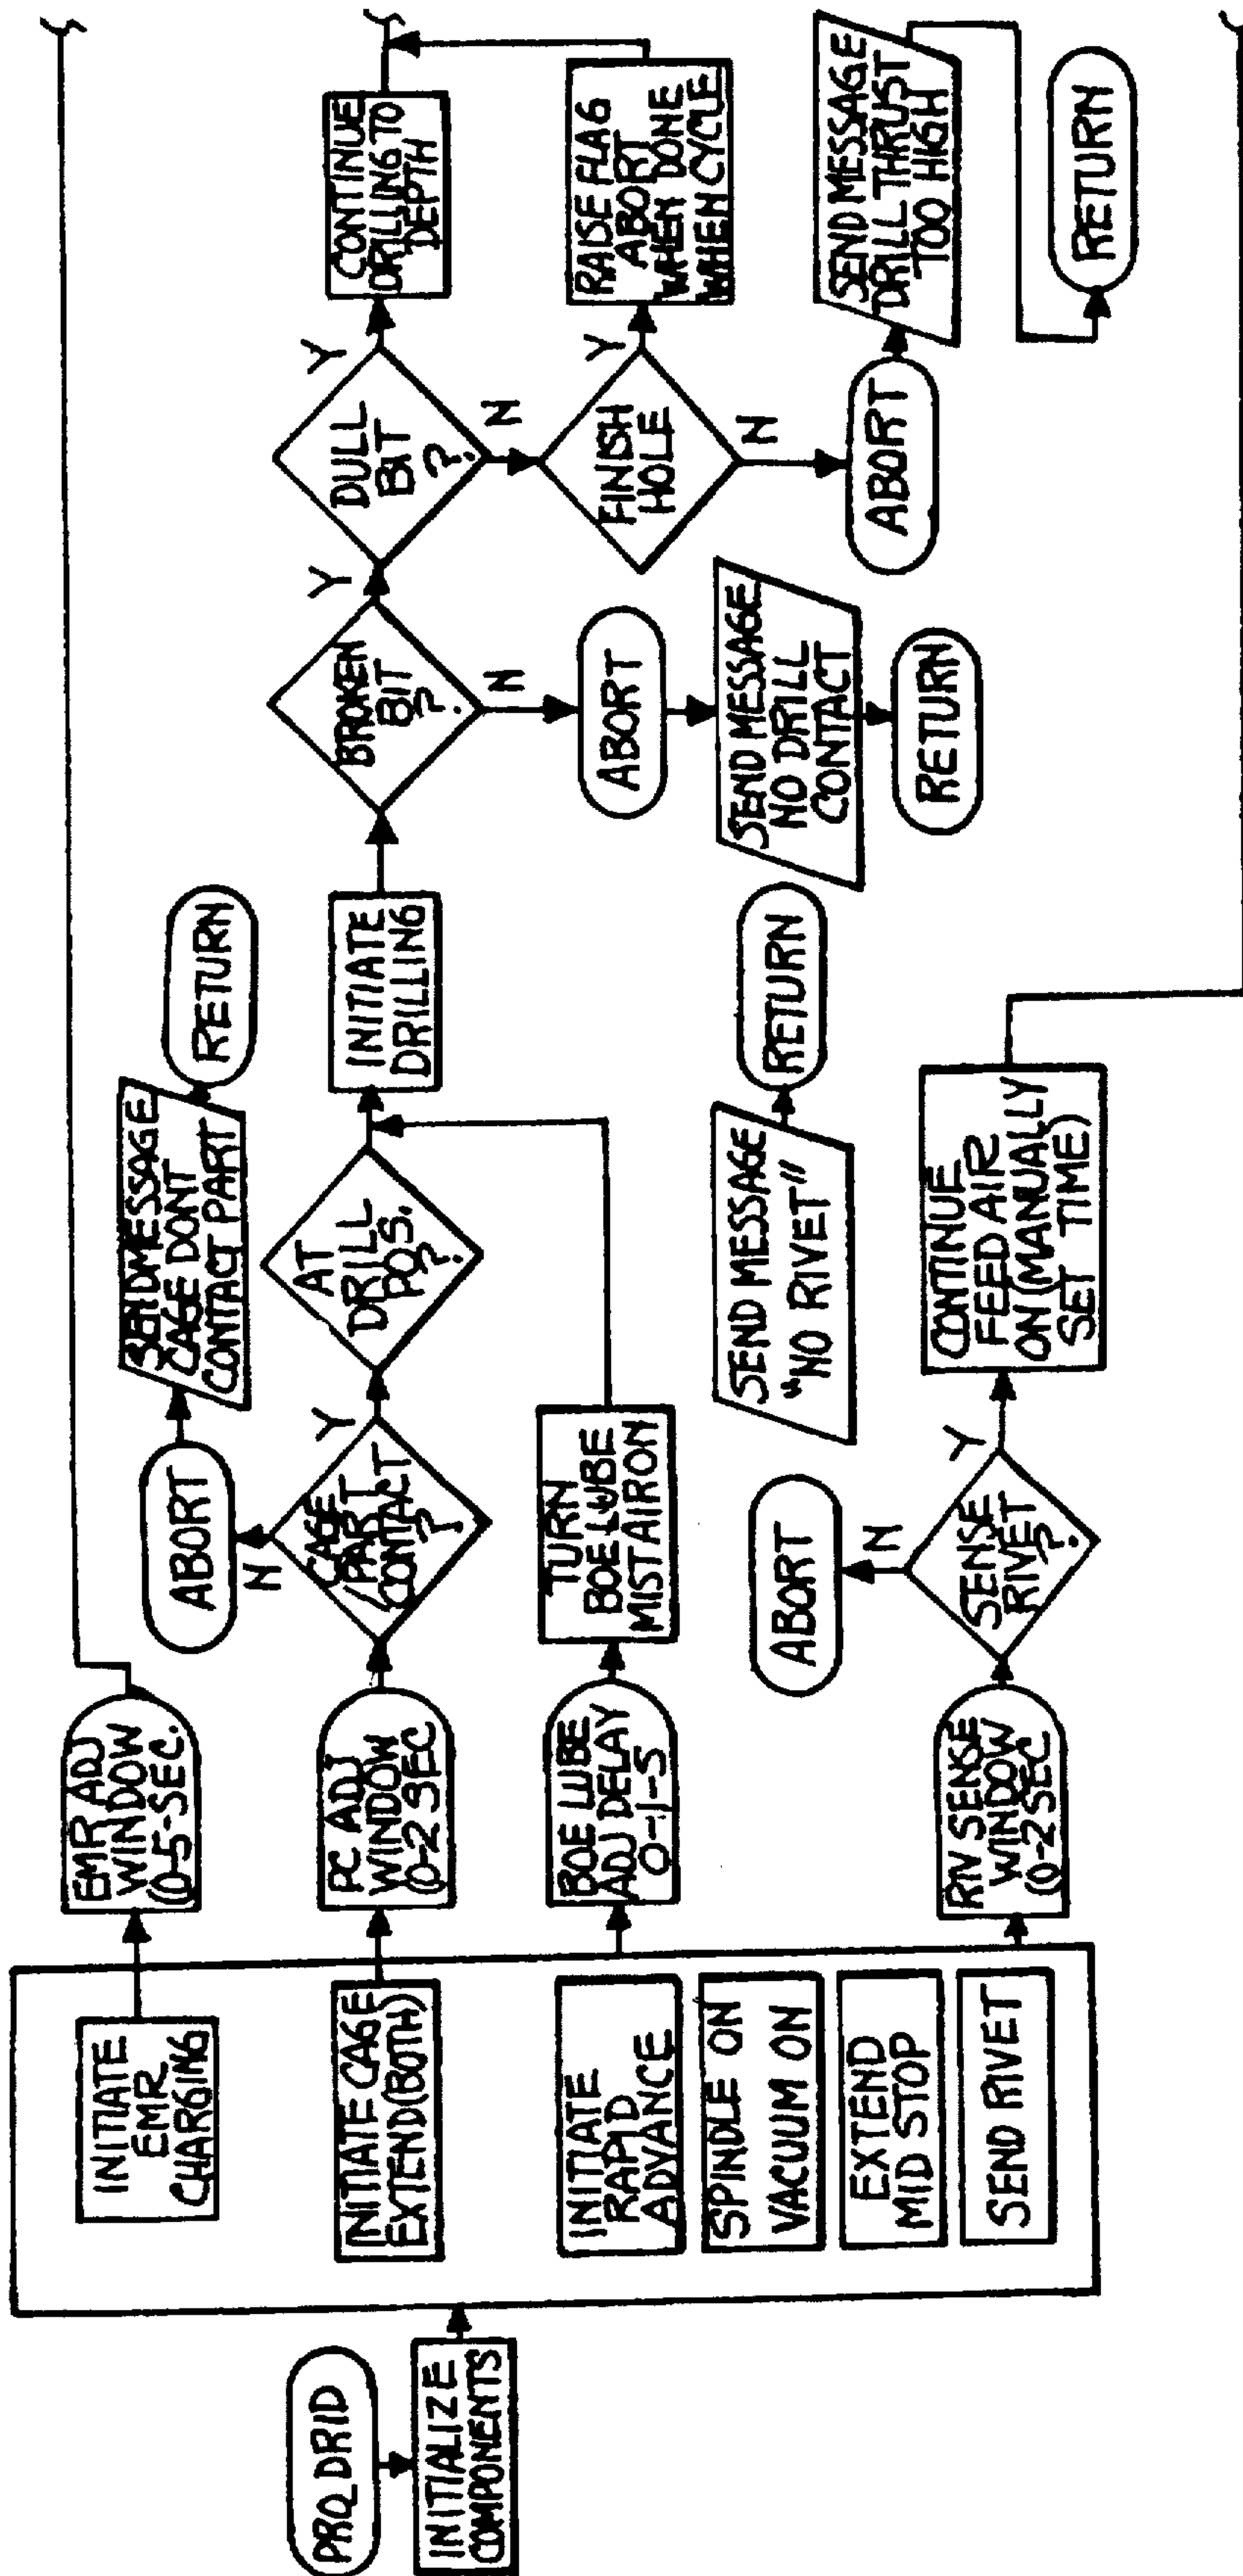 PRQ_DRID
INITIALIZE
COMPONENTS
INITIATE
EMR
CHARGING
INITIATE CAGE
EXTEND(BOTH)
INITIATE
RAPID
ADVANCE
SPINDLE ON
VACUUM ON
EXTEND
MID STOP
SEND RIVET
EMR ADJ
WINDOW
(0-5-SEC.
PC ADJ
WINDOW
(0-2 SEC
BOE LUBE
ADJ DELAY
0-1-S
RIV SENSE
WINDOW
(0-2 SEC
ABORT
N
CAGE
/PART
CONTACT
?
Y
SEND MESSAGE
CAGE DONT
CONTACT PART
RETURN
AT
DRILL
POS.
?
TURN
BOE LUBE
MIST AIR ON
INITIATE
DRILLING
ABORT
N
SENSE
RIVET
?
Y
SEND MESSAGE
"NO RIVET"
RETURN
CONTINUE
FEED AIR
ON (MANUALLY
SET TIME)
BROKEN
BIT
?
Y
N
ABORT
SEND MESSAGE
NO DRILL
CONTACT
RETURN
DULL
BIT
?
Y
N
CONTINUE
DRILLING TO
DEPTH
FINISH
HOLE
Y
N
RAISE FLAG
ABORT
WHEN DONE
WHEN CYCLE
ABORT
SEND MESSAGE
DRILL THRUST
TOO HIGH
RETURN